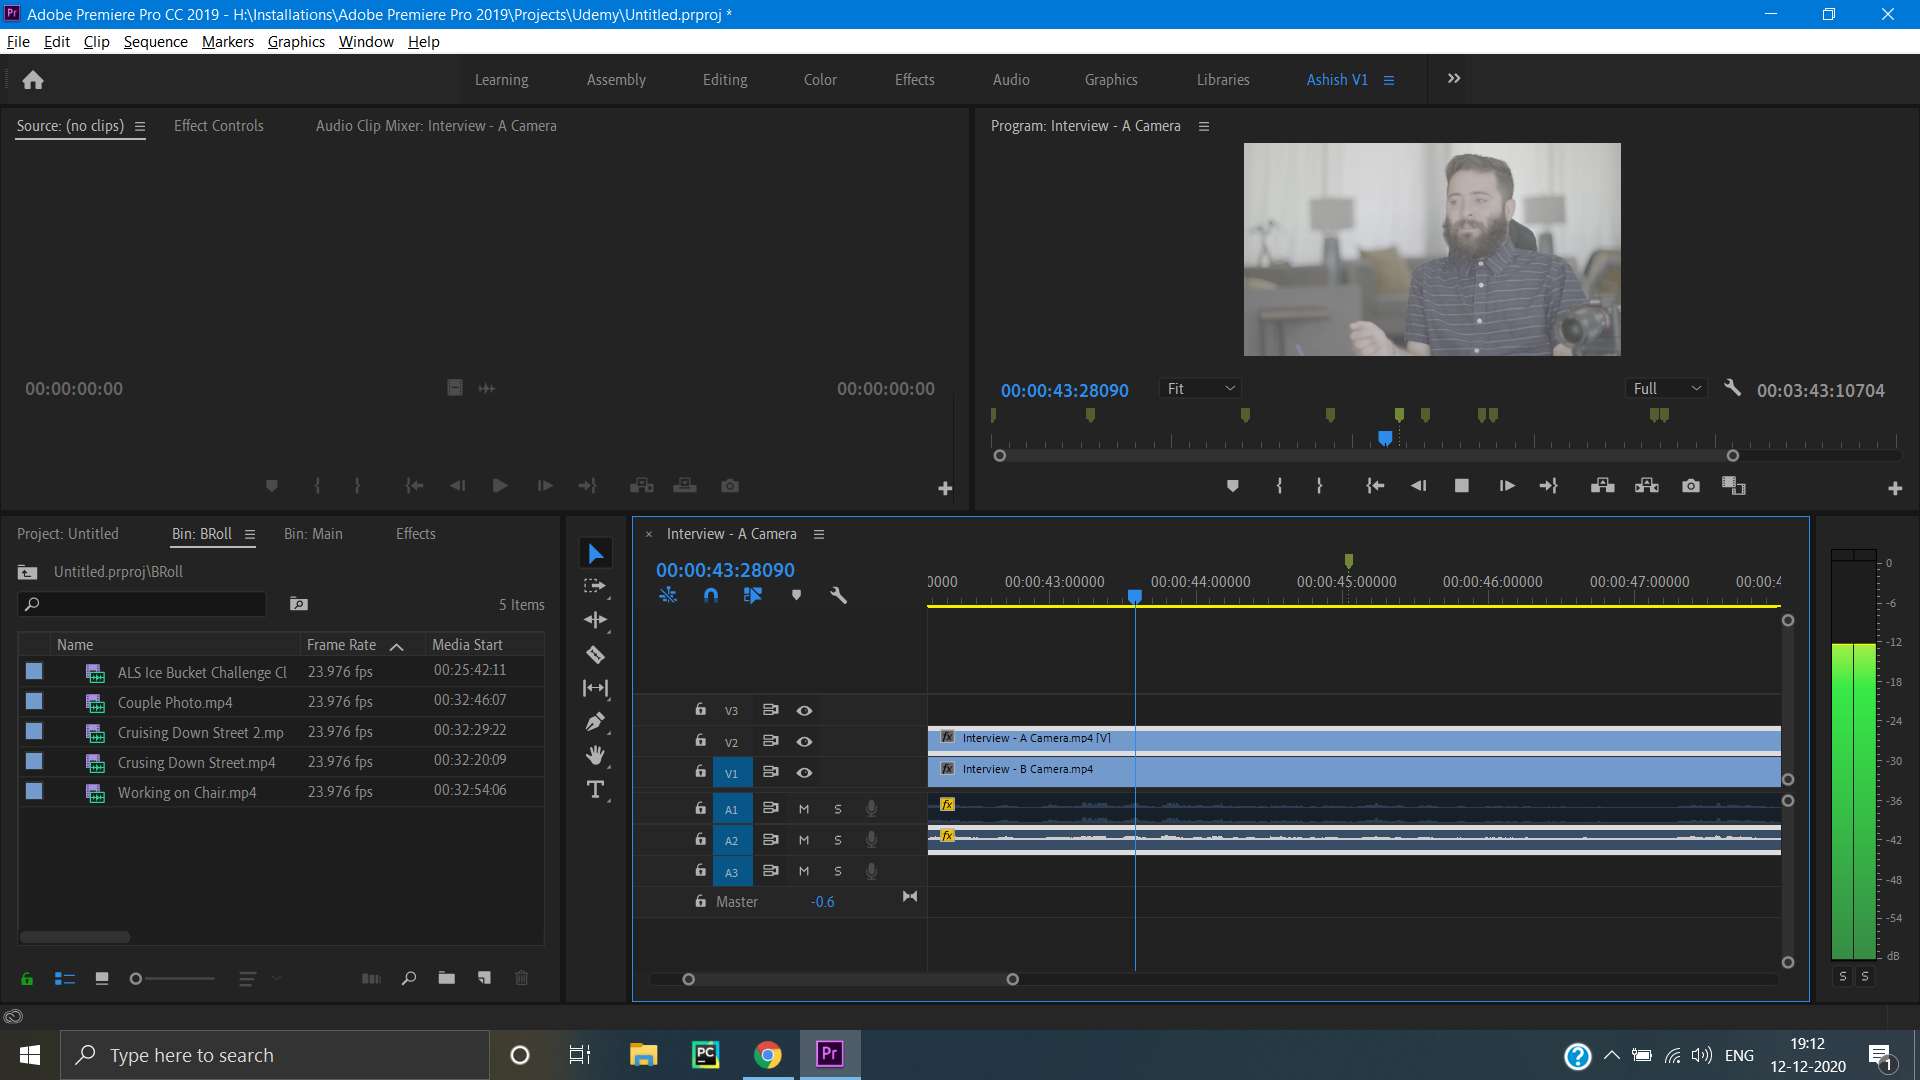 Pr Adobe Premiere Pro CC 2019 - H:\Installations\Adobe Premiere Pro 2019\Projects\Udemy\Untitled.prproj *
File Edit Clip Sequence Markers Graphics Window Help
Learning Assembly Editing Color Effects Audio Graphics Libraries Ashish V1
Source: (no clips) Effect Controls Audio Clip Mixer: Interview - A Camera
Program: Interview - A Camera
00:00:00:00 00:00:00:00
00:00:43:28090 Fit Full 00:03:43:10704
Project: Untitled Bin: BRoll Bin: Main Effects
Untitled.prproj\BRoll
5 Items
Name Frame Rate Media Start
ALS Ice Bucket Challenge Cl 23.976 fps 00:25:42:11
Couple Photo.mp4 23.976 fps 00:32:46:07
Cruising Down Street 2.mp 23.976 fps 00:32:29:22
Crusing Down Street.mp4 23.976 fps 00:32:20:09
Working on Chair.mp4 23.976 fps 00:32:54:06
T
× Interview - A Camera
00:00:43:28090
0000 00:00:43:00000 00:00:44:00000 00:00:45:00000 00:00:46:00000 00:00:47:00000 00:00:4
V3
V2 fx Interview - A Camera.mp4 [V]
V1 fx Interview - B Camera.mp4
A1 M S fx
A2 M S fx
A3 M S
Master -0.6
0
-6
-12
-18
-24
-30
-36
-42
-48
-54
dB
S S
Type here to search
PC
Pr
?
ENG
19:12
12-12-2020
1